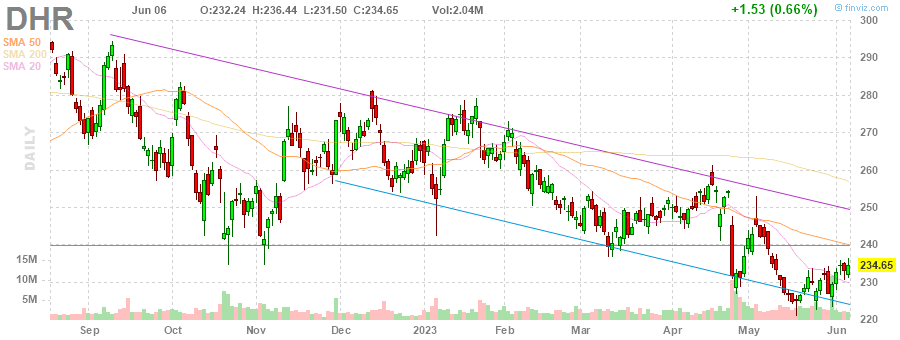 DHR Jun 06 O:232.24 H:236.44 L:231.50 C:234.65 Vol:2.04M +1.53 (0.66%) @ finviz.com
SMA 50
SMA 200
SMA 20
DAILY
300
290
280
270
260
250
240
234.65
230
220
15M
10M
5M
Sep Oct Nov Dec 2023 Feb Mar Apr May Jun